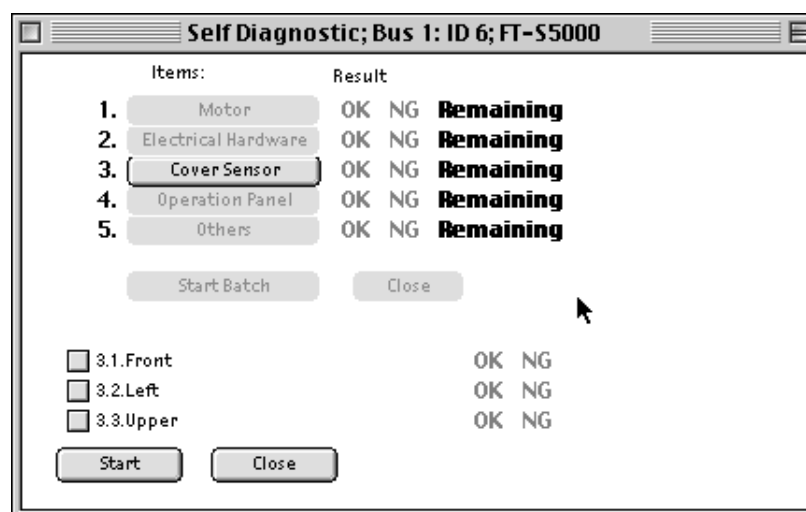 Self Diagnostic; Bus 1: ID 6; FT-S5000
Items: Result
1. Motor OK NG Remaining
2. Electrical Hardware OK NG Remaining
3. Cover Sensor OK NG Remaining
4. Operation Panel OK NG Remaining
5. Others OK NG Remaining
Start Batch Close
3.1.Front OK NG
3.2.Left OK NG
3.3.Upper OK NG
Start Close